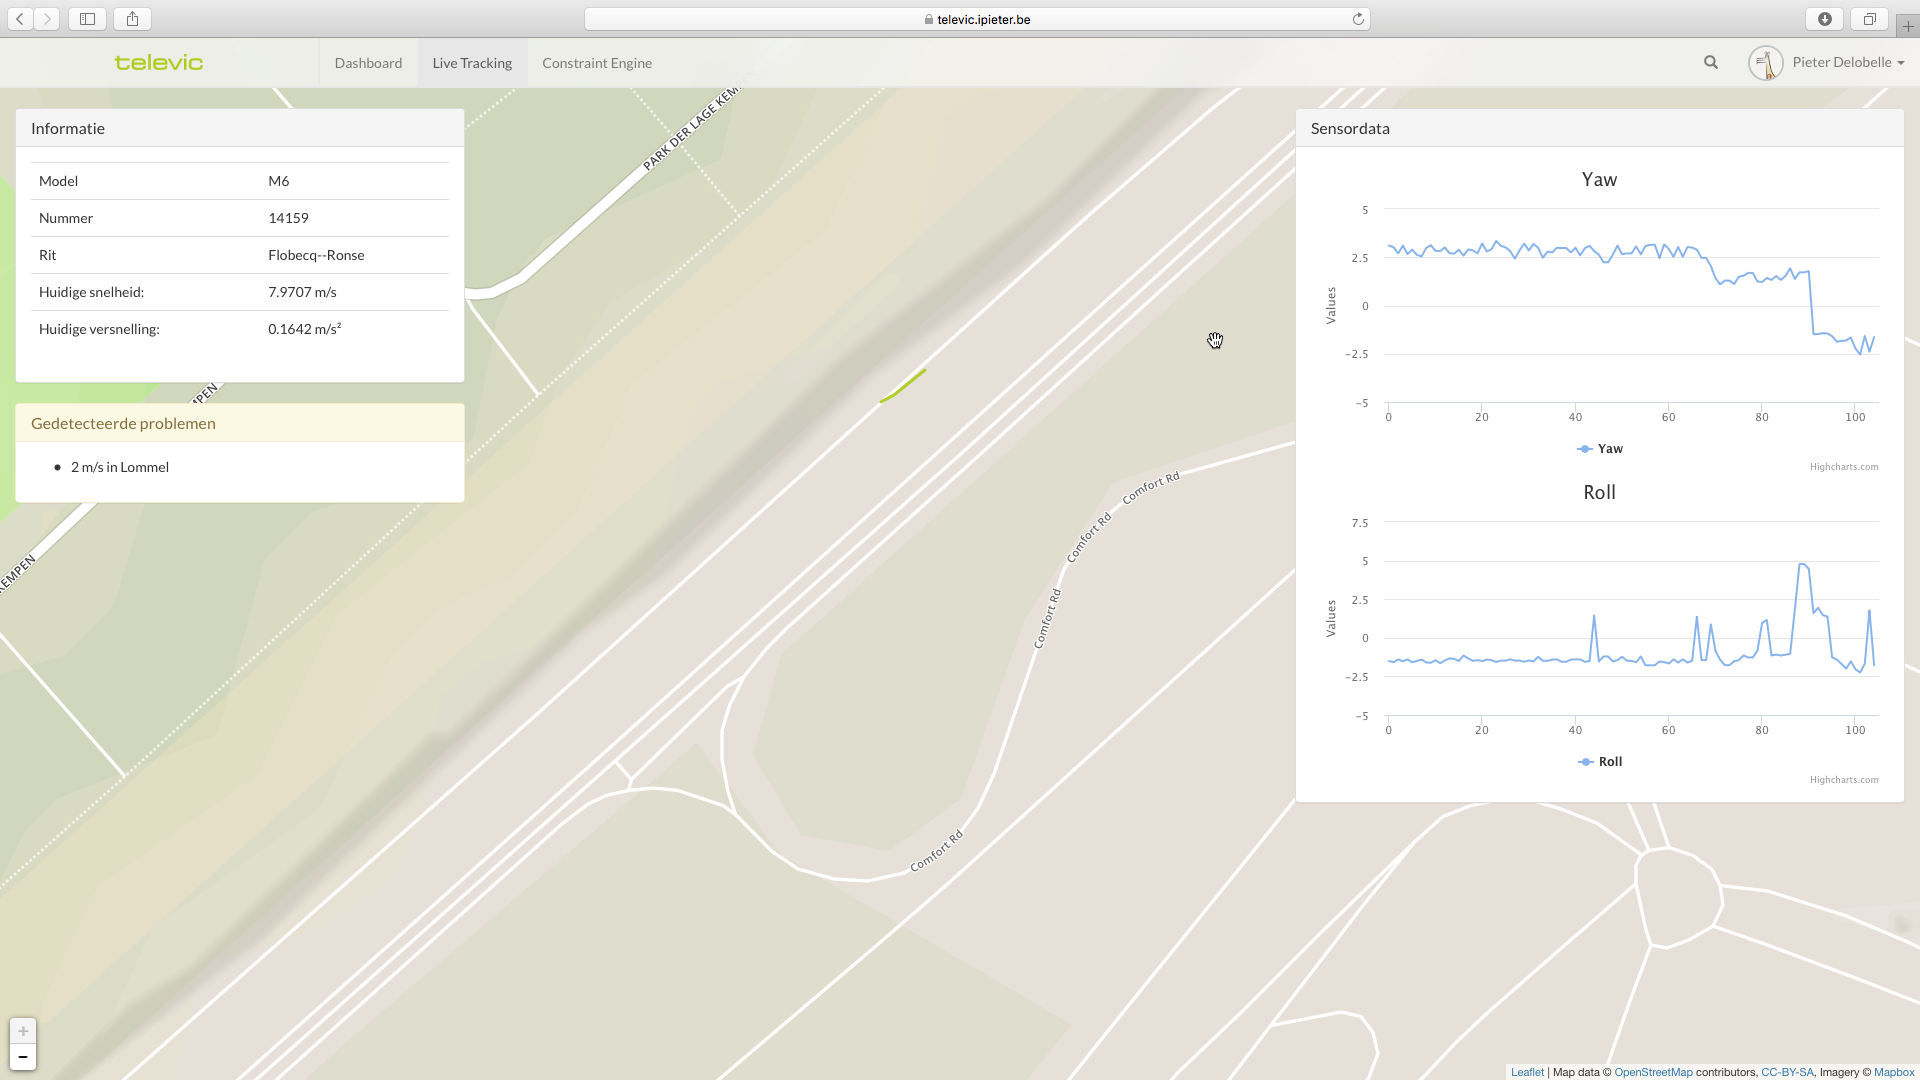 televic.ipieter.be
televic
Dashboard
Live Tracking
Constraint Engine
Pieter Delobelle
Informatie
Model M6
Nummer 14159
Rit Flobecq--Ronse
Huidige snelheid: 7.9707 m/s
Huidige versnelling: 0.1642 m/s²
Gedetecteerde problemen
2 m/s in Lommel
PARK DER LAGE KEM
MPEN
KEMPEN
Comfort Rd
Comfort Rd
Comfort Rd
Comfort Rd
Sensordata
Yaw
Values
5
2.5
0
−2.5
−5
0 20 40 60 80 100
Yaw
Highcharts.com
Roll
Values
7.5
5
2.5
0
−2.5
−5
0 20 40 60 80 100
Roll
Highcharts.com
+
−
Leaflet | Map data © OpenStreetMap contributors, CC-BY-SA, Imagery © Mapbox